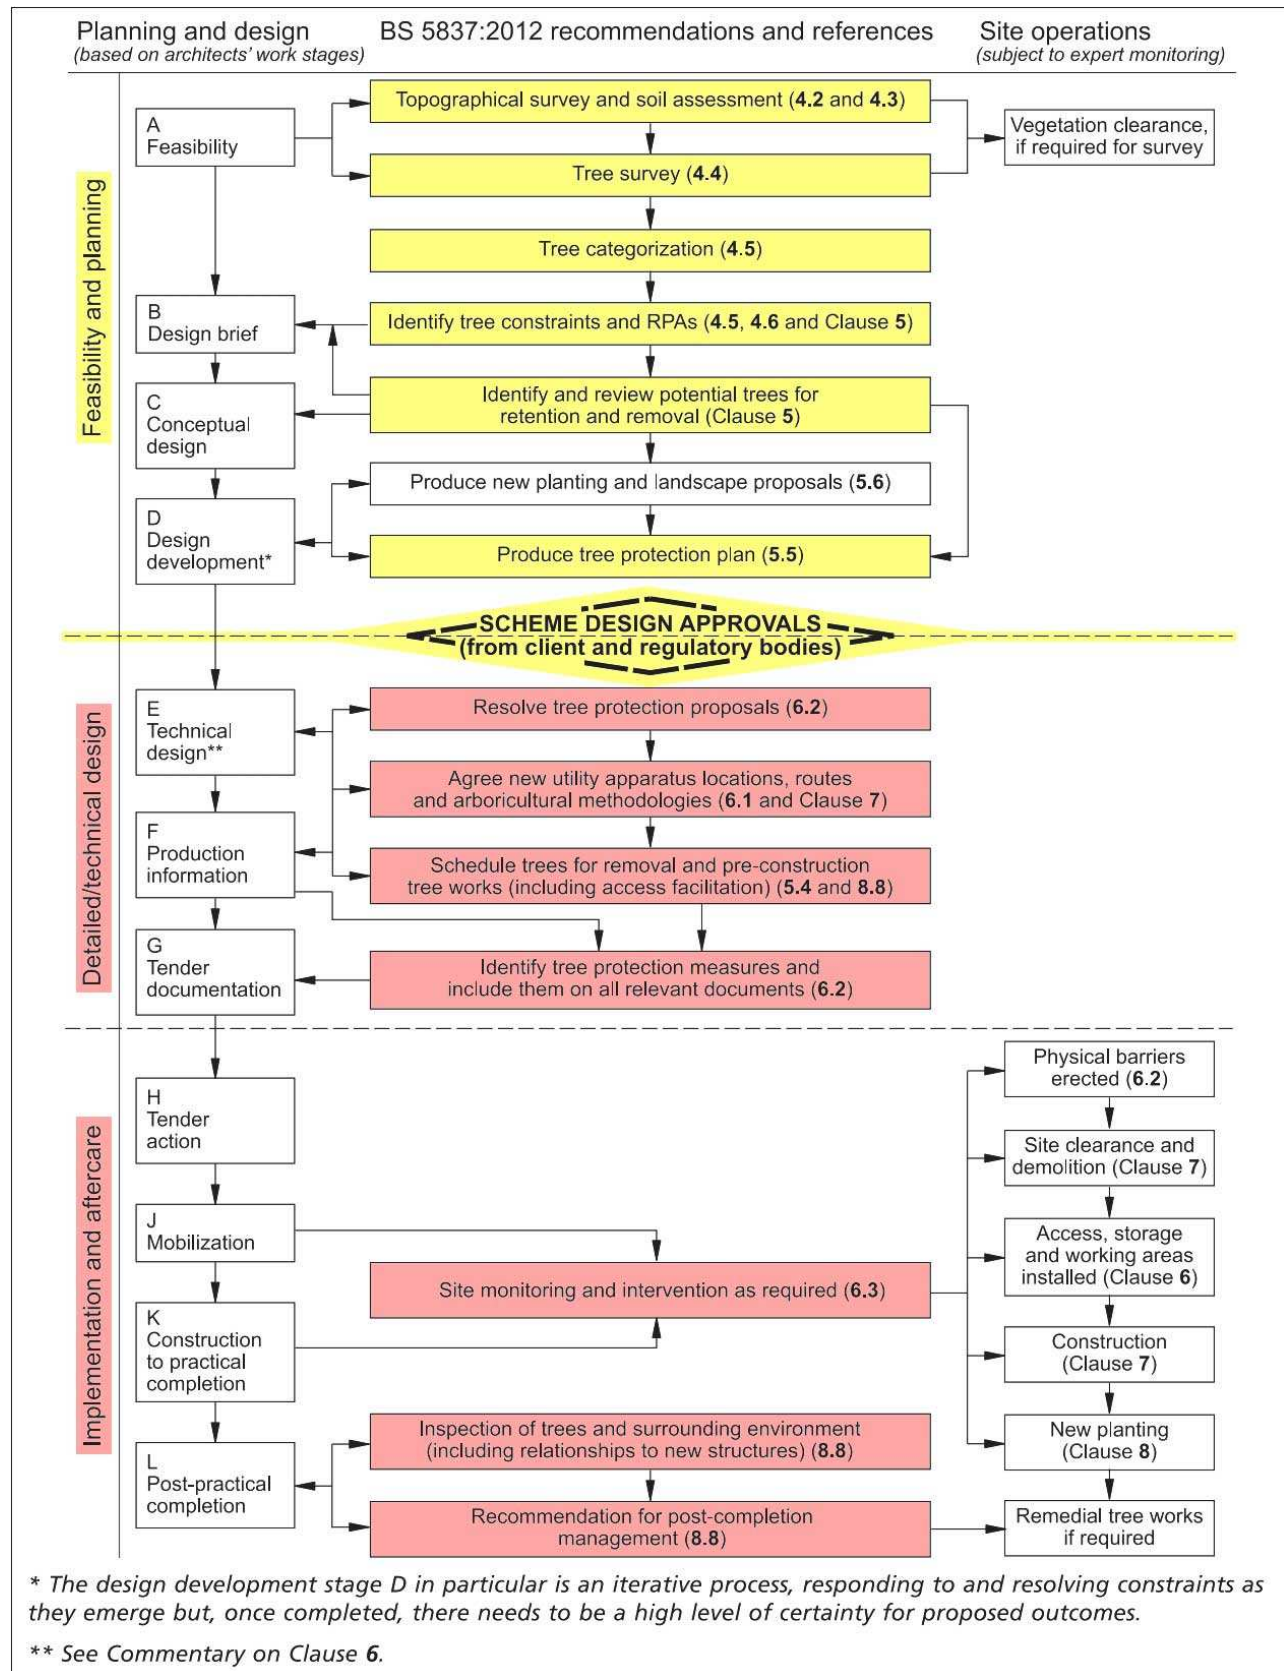 Planning and design
(based on architects' work stages)
BS 5837:2012 recommendations and references
Site operations
(subject to expert monitoring)
Feasibility and planning
A
Feasibility
Topographical survey and soil assessment (4.2 and 4.3)
Vegetation clearance,
if required for survey
Tree survey (4.4)
Tree categorization (4.5)
B
Design brief
Identify tree constraints and RPAs (4.5, 4.6 and Clause 5)
C
Conceptual
design
Identify and review potential trees for
retention and removal (Clause 5)
Produce new planting and landscape proposals (5.6)
D
Design
development*
Produce tree protection plan (5.5)
SCHEME DESIGN APPROVALS
(from client and regulatory bodies)
Detailed/technical design
E
Technical
design**
Resolve tree protection proposals (6.2)
Agree new utility apparatus locations, routes
and arboricultural methodologies (6.1 and Clause 7)
F
Production
information
Schedule trees for removal and pre-construction
tree works (including access facilitation) (5.4 and 8.8)
G
Tender
documentation
Identify tree protection measures and
include them on all relevant documents (6.2)
Implementation and aftercare
H
Tender
action
Physical barriers
erected (6.2)
Site clearance and
demolition (Clause 7)
J
Mobilization
Access, storage
and working areas
installed (Clause 6)
Site monitoring and intervention as required (6.3)
K
Construction
to practical
completion
Construction
(Clause 7)
Inspection of trees and surrounding environment
(including relationships to new structures) (8.8)
New planting
(Clause 8)
L
Post-practical
completion
Recommendation for post-completion
management (8.8)
Remedial tree works
if required
* The design development stage D in particular is an iterative process, responding to and resolving constraints as
they emerge but, once completed, there needs to be a high level of certainty for proposed outcomes.
** See Commentary on Clause 6.